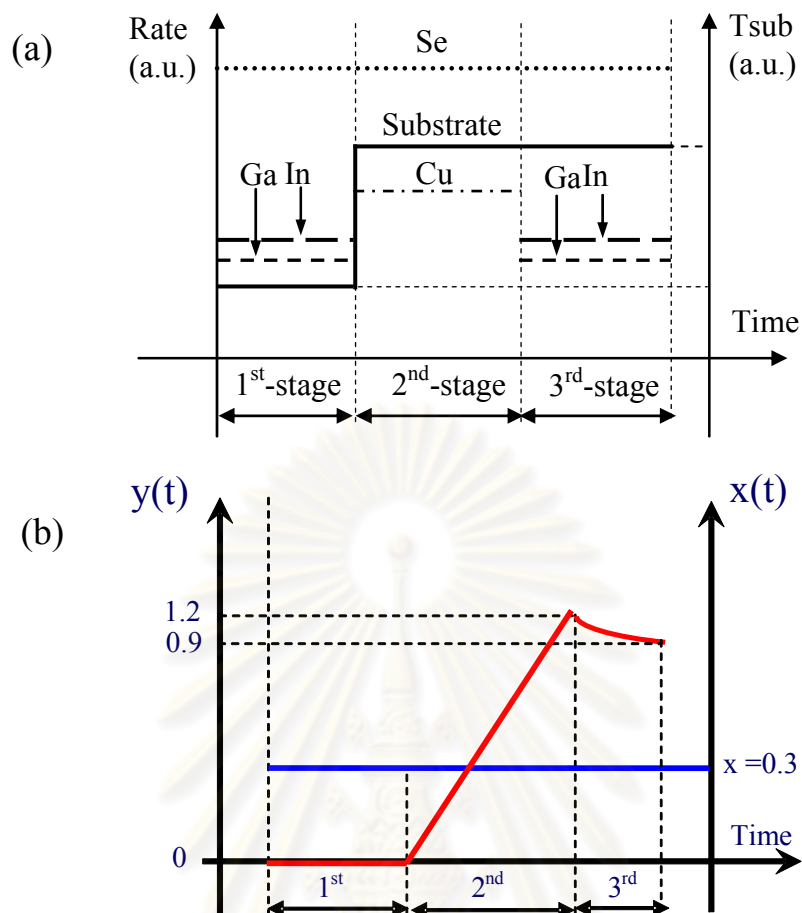 (a)
Rate
(a.u.)
Se
Tsub
(a.u.)
Substrate
Ga In
Cu
GaIn
Time
1st-stage
2nd-stage
3rd-stage
(b)
y(t)
x(t)
1.2
0.9
x =0.3
0
Time
1st
2nd
3rd